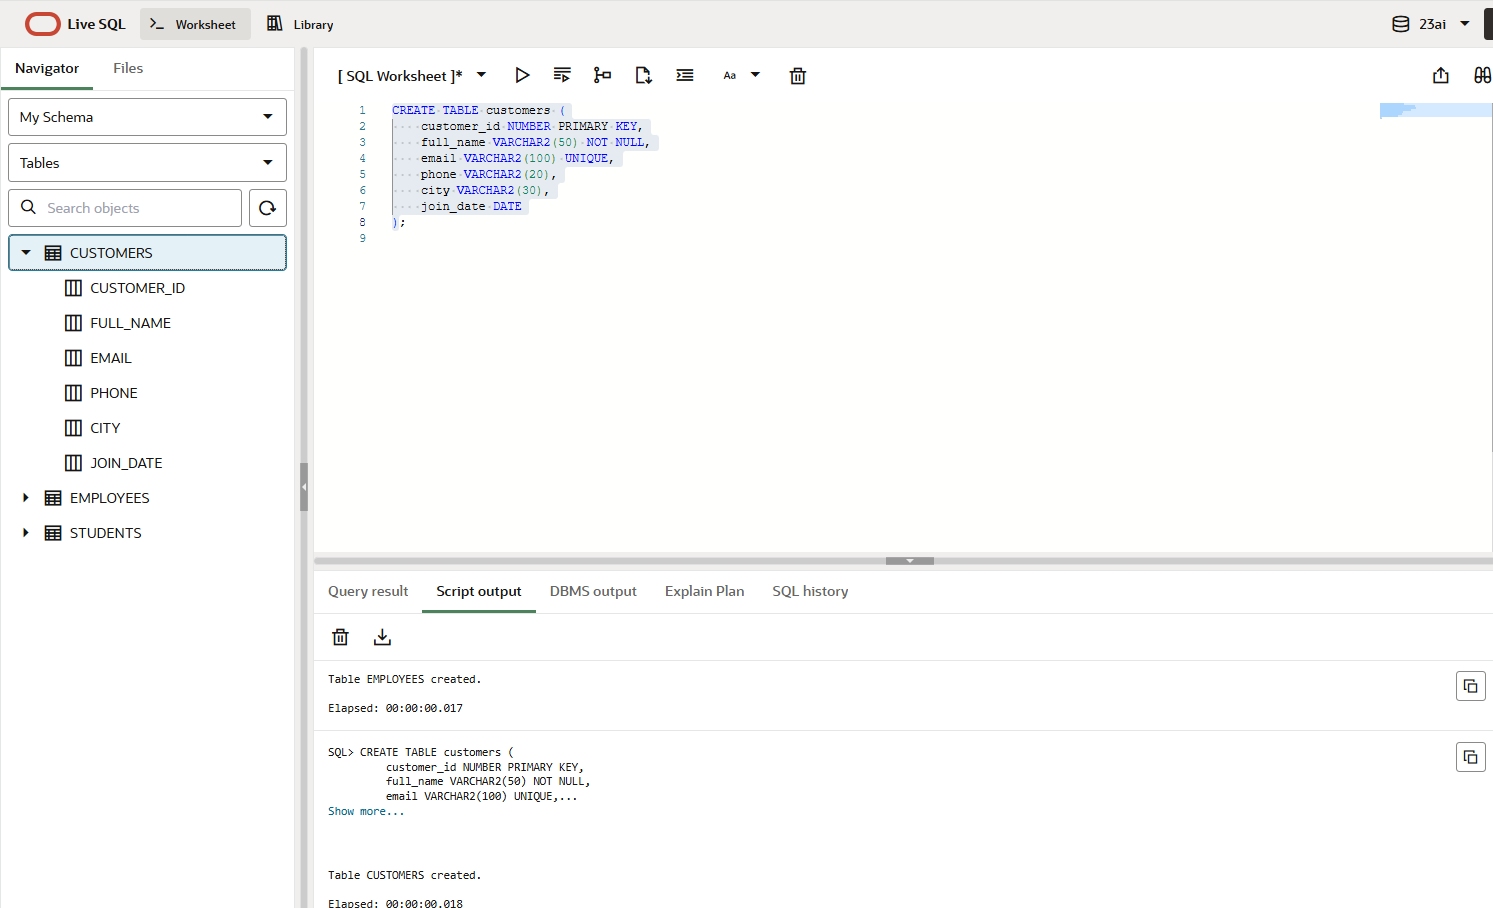 Live SQL
Worksheet
Library
23ai
Navigator
Files
My Schema
Tables
Search objects
CUSTOMERS
CUSTOMER_ID
FULL_NAME
EMAIL
PHONE
CITY
JOIN_DATE
EMPLOYEES
STUDENTS
[ SQL Worksheet ]*
Aa
1 CREATE TABLE customers (
2     customer_id NUMBER PRIMARY KEY,
3     full_name VARCHAR2(50) NOT NULL,
4     email VARCHAR2(100) UNIQUE,
5     phone VARCHAR2(20),
6     city VARCHAR2(30),
7     join_date DATE
8 );
9
Query result
Script output
DBMS output
Explain Plan
SQL history
Table EMPLOYEES created.
Elapsed: 00:00:00.017
SQL> CREATE TABLE customers (
customer_id NUMBER PRIMARY KEY,
full_name VARCHAR2(50) NOT NULL,
email VARCHAR2(100) UNIQUE,...
Show more...
Table CUSTOMERS created.
Elapsed: 00:00:00.018